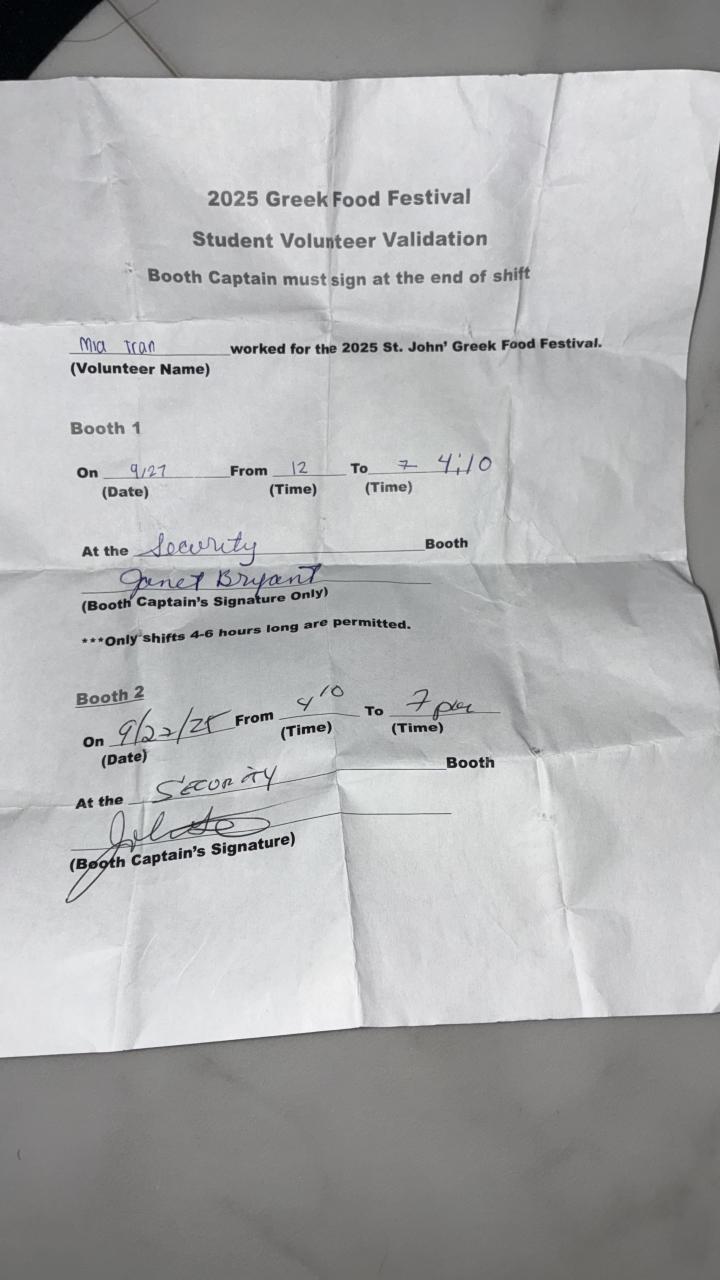 2025 Greek Food Festival
Student Volunteer Validation
Booth Captain must sign at the end of shift
Mia Tran worked for the 2025 St. John' Greek Food Festival.
(Volunteer Name)
Booth 1
On 9/27 From 12 To 7 4:10
(Date) (Time) (Time)
At the Security Booth
Janet Bryant
(Booth Captain's Signature Only)
***Only shifts 4-6 hours long are permitted.
Booth 2
On 9/22/25 From 4 10 To 7 pm
(Date) (Time) (Time)
At the SECURITY Booth
(Booth Captain's Signature)